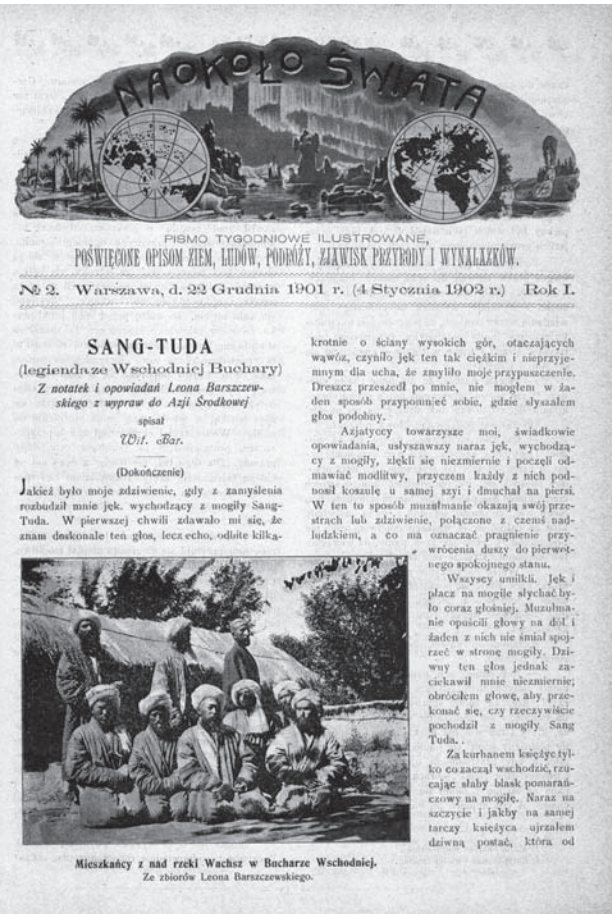 NAOKOŁO ŚWIATA
PISMO TYGODNIOWE ILUSTROWANE,
POŚWIĘCONE OPISOM ZIEM, LUDÓW, PODRÓŻY, ZJAWISK PRZYRODY I WYNALAZKÓW.
№ 2. Warszawa, d. 22 Grudnia 1901 r. (4 Stycznia 1902 r.) Rok I.
SANG-TUDA
(legienda ze Wschodniej Buchary)
Z notatek i opowiadań Leona Barszczew-
skiego z wypraw do Azji Środkowej
spisał
Wit. Bar.
(Dokończenie)
Jakież było moje zdziwienie, gdy z zamyślenia
rozbudził mnie jęk, wychodzący z mogiły Sang-
Tuda. W pierwszej chwili zdawało mi się, że
znam doskonale ten głos, lecz echo, odbite kilka-
krotnie o ściany wysokich gór, otaczających
wąwóz, czyniło jęk ten tak ciężkim i nieprzyje-
mnym dla ucha, że zmyliło moje przypuszczenie.
Dreszcz przeszedł po mnie, nie mogłem w ża-
den sposób przypomnieć sobie, gdzie słyszałem
głos podobny.
Azjatyccy towarzysze moi, świadkowie
opowiadania, usłyszawszy naraz jęk, wychodzą-
cy z mogiły, zlękli się niezmiernie i poczęli od-
mawiać modlitwy, przyczem każdy z nich pod-
nosił koszulę u samej szyi i dmuchał na piersi.
W ten to sposób muzułmanie okazują swój prze-
strach lub zdziwienie, połączone z czemś nad-
ludzkiem, a co ma oznaczać pragnienie przy-
wrócenia duszy do pierwot-
nego spokojnego stanu.
Wszyscy umilkli. Jęk i
płacz na mogile słychać by-
ło coraz głośniej. Muzułma-
nie opuścili głowy na dół i
żaden z nich nie śmiał spoj-
rzeć w stronę mogiły. Dzi-
wny ten głos jednak za-
ciekawił mnie niezmiernie;
obróciłem głowę, aby prze-
konać się, czy rzeczywiście
pochodził z mogiły Sang
Tuda. .
Za kurhanem księżyc tyl-
ko co zaczął wschodzić, rzu-
cając słaby blask pomarań-
czowy na mogiłę. Naraz na
szczycie i jakby na samej
tarczy księżyca ujrzałem
dziwną postać, która od
Mieszkańcy z nad rzeki Wachsz w Bucharze Wschodniej.
Ze zbiorów Leona Barszczewskiego.